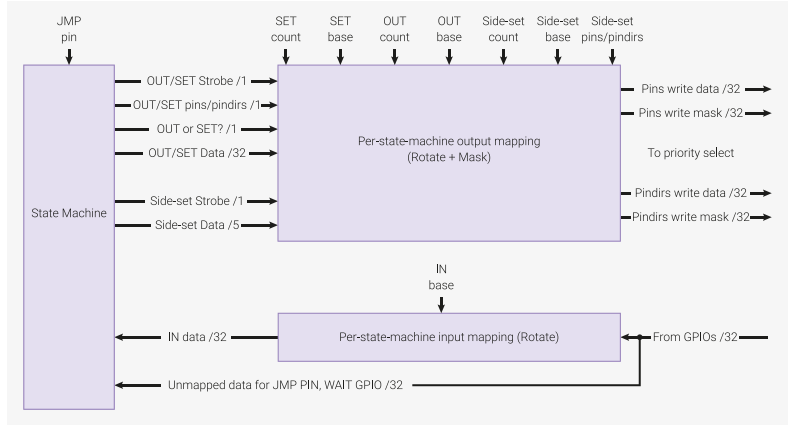 JMP
pin
SET
count
SET
base
OUT
count
OUT
base
Side-set
count
Side-set
base
Side-set
pins/pindirs
OUT/SET Strobe /1
OUT/SET pins/pindirs /1
OUT or SET? /1
OUT/SET Data /32
Side-set Strobe /1
Side-set Data /5
State Machine
Per-state-machine output mapping
(Rotate + Mask)
Pins write data /32
Pins write mask /32
To priority select
Pindirs write data /32
Pindirs write mask /32
IN
base
IN data /32
Per-state-machine input mapping (Rotate)
From GPIOs /32
Unmapped data for JMP PIN, WAIT GPIO /32